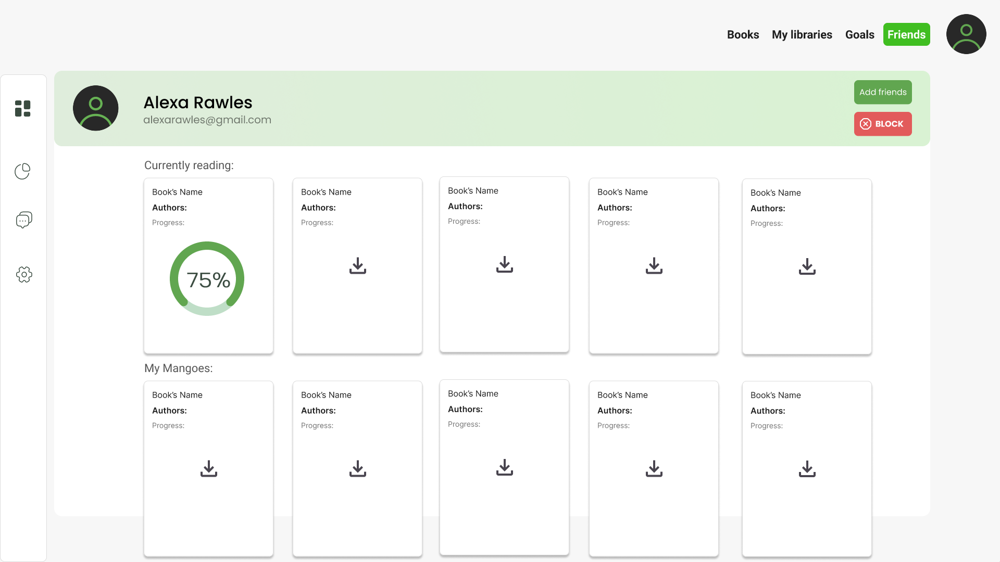 Books My libraries Goals Friends
Alexa Rawles
alexarawles@gmail.com
Add friends
BLOCK
Currently reading:
Book's Name
Authors:
Progress:
75%
Book's Name
Authors:
Progress:
Book's Name
Authors:
Progress:
Book's Name
Authors:
Progress:
Book's Name
Authors:
Progress:
My Mangoes:
Book's Name
Authors:
Progress:
Book's Name
Authors:
Progress:
Book's Name
Authors:
Progress:
Book's Name
Authors:
Progress:
Book's Name
Authors:
Progress: